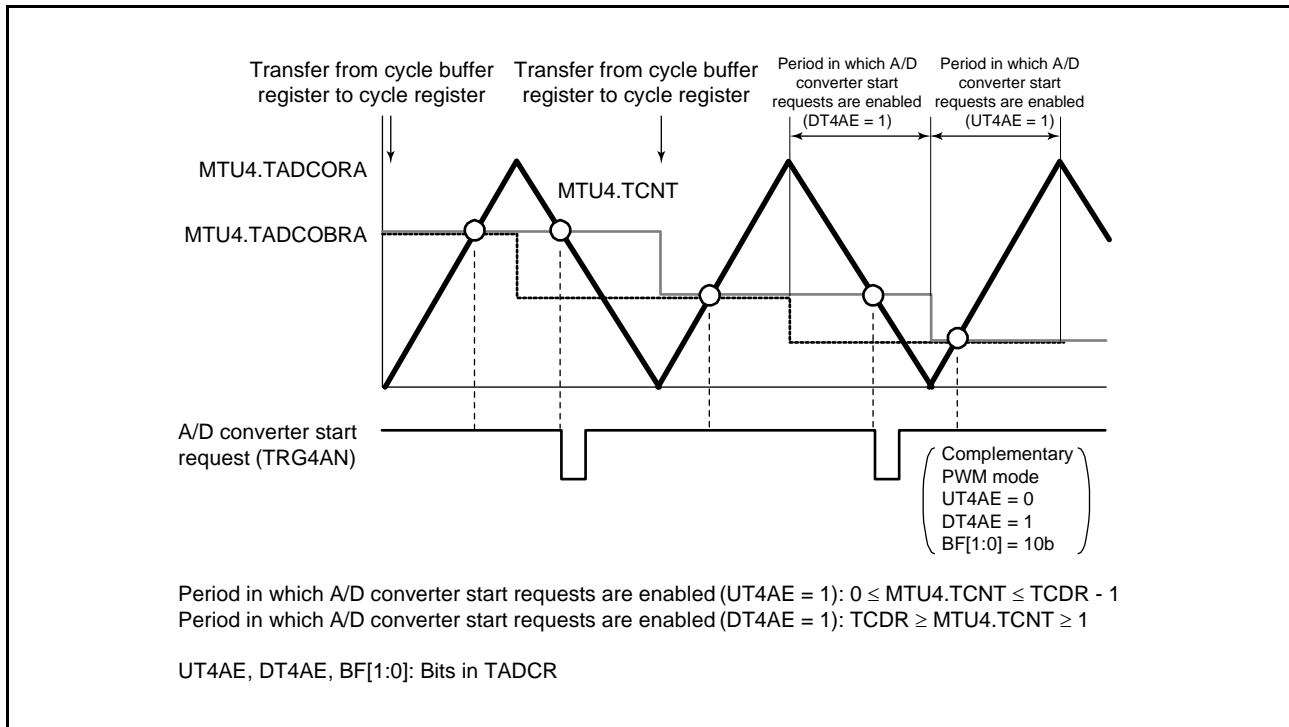 Transfer from cycle buffer
register to cycle register
Transfer from cycle buffer
register to cycle register
Period in which A/D
converter start
requests are enabled
(DT4AE = 1)
Period in which A/D
converter start
requests are enabled
(UT4AE = 1)
MTU4.TADCORA
MTU4.TCNT
MTU4.TADCOBRA
A/D converter start
request (TRG4AN)
Complementary
PWM mode
UT4AE = 0
DT4AE = 1
BF[1:0] = 10b
Period in which A/D converter start requests are enabled (UT4AE = 1): 0 ≤ MTU4.TCNT ≤ TCDR - 1
Period in which A/D converter start requests are enabled (DT4AE = 1): TCDR ≥ MTU4.TCNT ≥ 1
UT4AE, DT4AE, BF[1:0]: Bits in TADCR